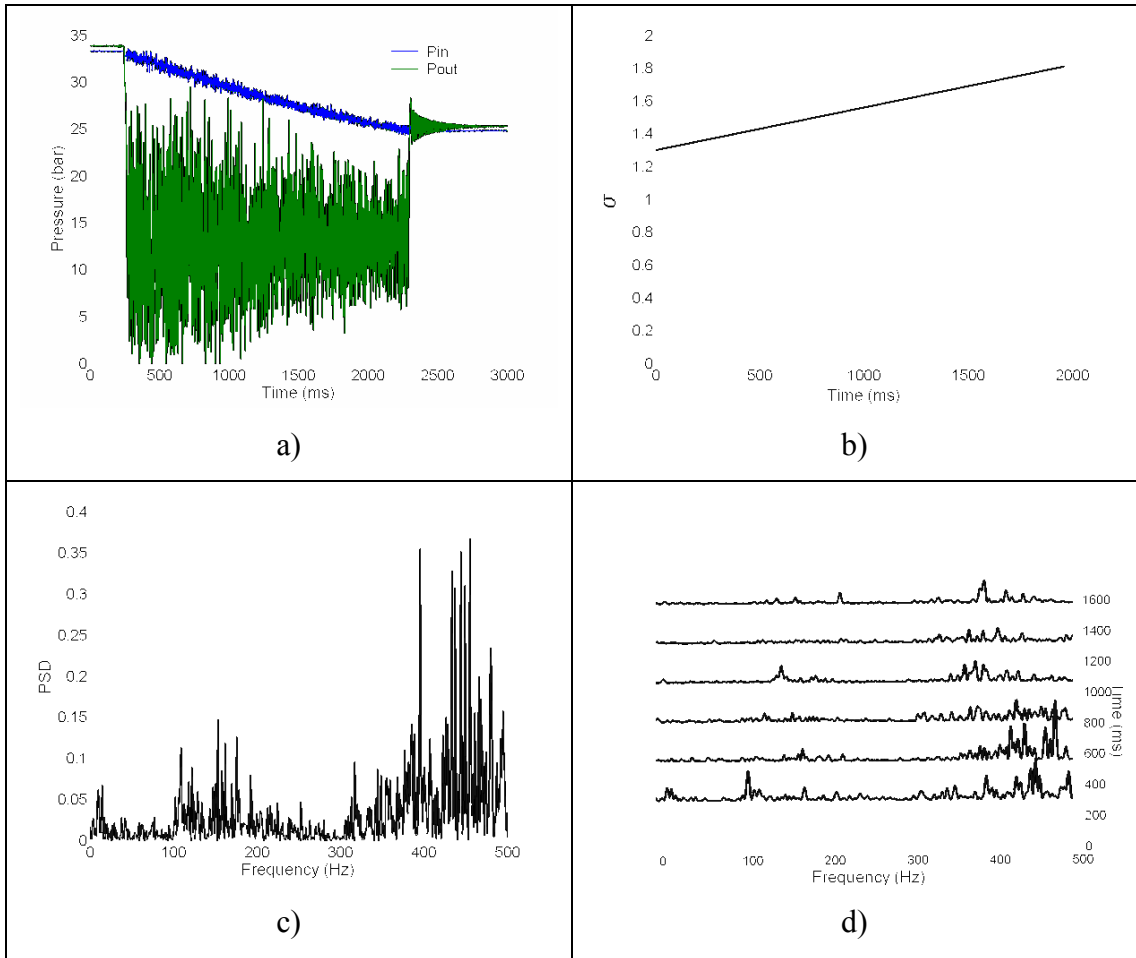 35
30
25
20
15
10
5
0
Pressure (bar)
Pin
Pout
0 500 1000 1500 2000 2500 3000
Time (ms)
a)
2
1.8
1.6
1.4
1.2
1
0.8
0.6
0.4
0.2
0
σ
0 500 1000 1500 2000
Time (ms)
b)
0.4
0.35
0.3
0.25
0.2
0.15
0.1
0.05
0
PSD
0 100 200 300 400 500
Frequency (Hz)
c)
1600
1400
1200
1000
800
600
400
200
0
Time (ms)
0 100 200 300 400 500
Frequency (Hz)
d)